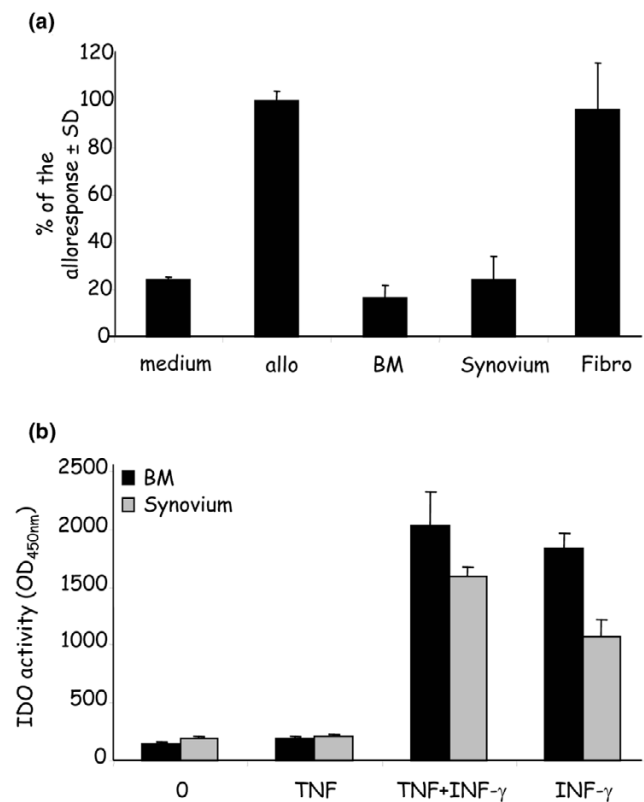 (a)
% of the
alloresponse ± SD
120
100
80
60
40
20
0
medium allo BM Synovium Fibro
(b)
IDO activity (OD450nm)
2500
2000
1500
1000
500
0
BM
Synovium
0 TNF TNF+INF-γ INF-γ